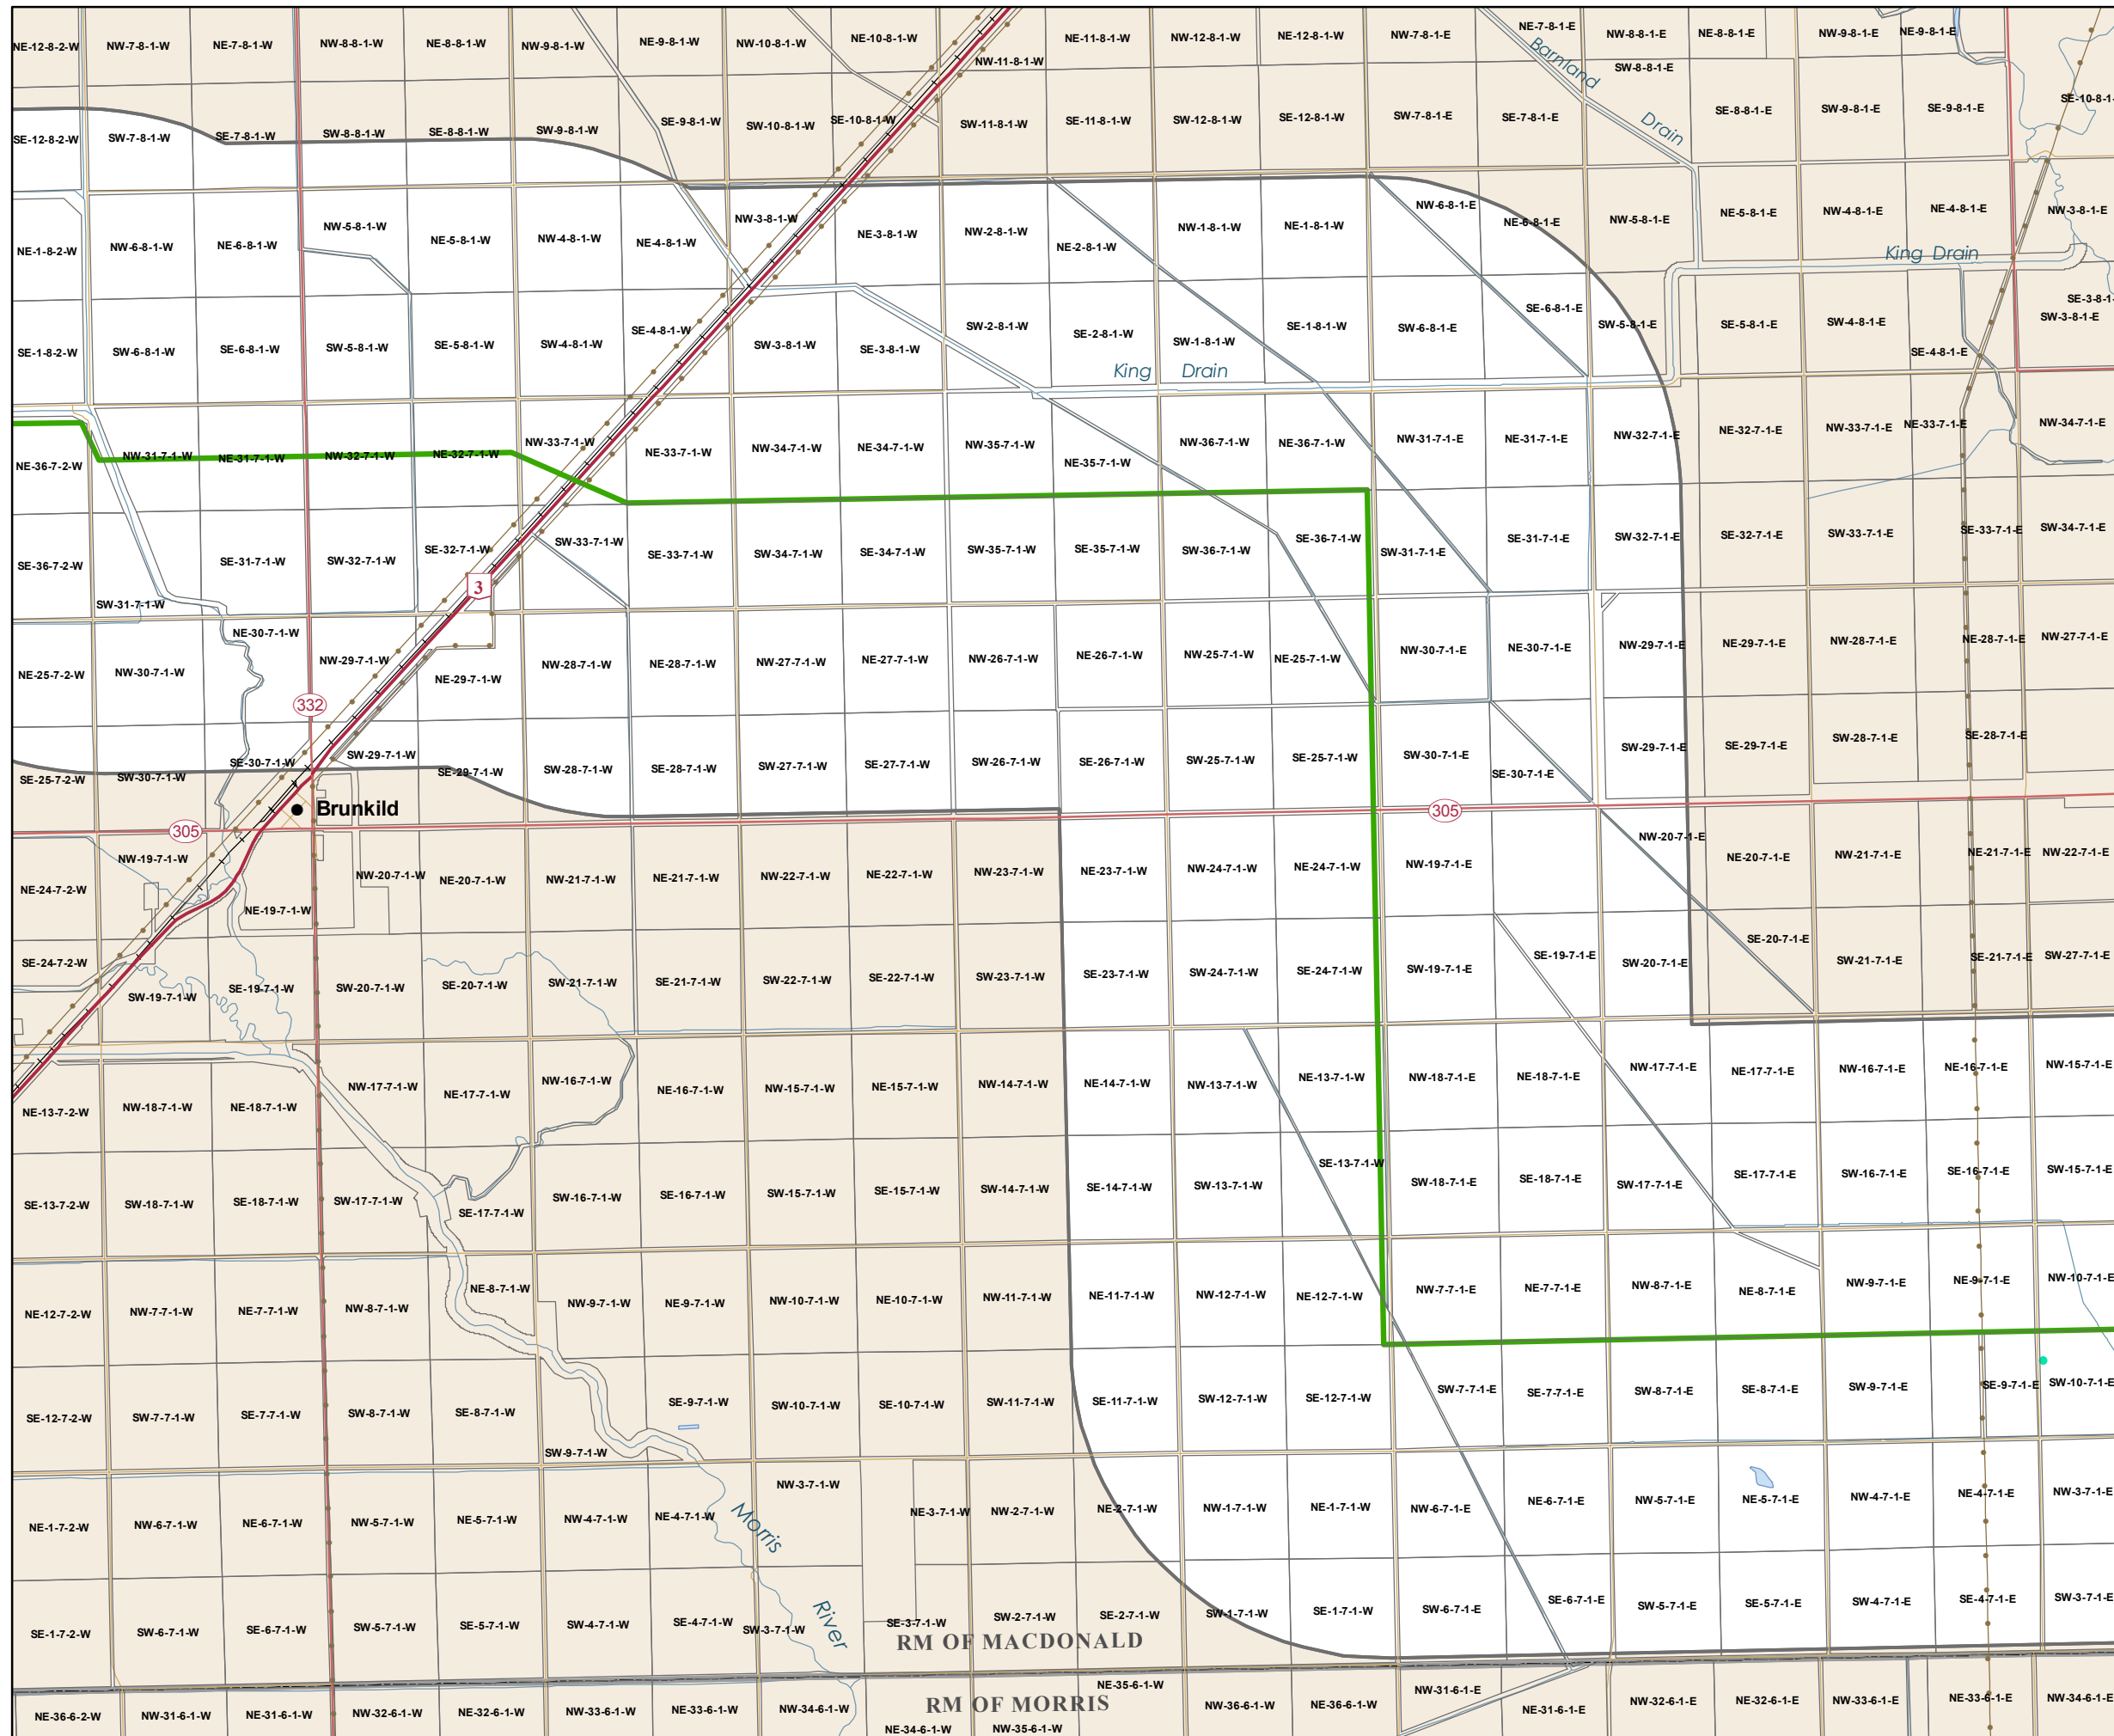 NE-12-8-2-W NW-7-8-1-W NE-7-8-1-W NW-8-8-1-W NE-8-8-1-W NW-9-8-1-W NE-9-8-1-W NW-10-8-1-W NE-10-8-1-W NE-11-8-1-W NW-12-8-1-W NE-12-8-1-W NW-7-8-1-E NE-7-8-1-E NW-8-8-1-E NE-8-8-1-E NW-9-8-1-E NE-9-8-1-E
NW-11-8-1-W Barnland SW-8-8-1-E
SE-12-8-2-W SW-7-8-1-W SE-7-8-1-W SW-8-8-1-W SE-8-8-1-W SW-9-8-1-W SE-9-8-1-W SW-10-8-1-W SE-10-8-1-W SW-11-8-1-W SE-11-8-1-W SW-12-8-1-W SE-12-8-1-W SW-7-8-1-E SE-7-8-1-E Drain SE-8-8-1-E SW-9-8-1-E SE-9-8-1-E SE-10-8-1-
NE-1-8-2-W NW-6-8-1-W NE-6-8-1-W NW-5-8-1-W NE-5-8-1-W NW-4-8-1-W NE-4-8-1-W NW-3-8-1-W NE-3-8-1-W NW-2-8-1-W NE-2-8-1-W NW-1-8-1-W NE-1-8-1-W NW-6-8-1-E NE-6-8-1-E NW-5-8-1-E NE-5-8-1-E NW-4-8-1-E NE-4-8-1-E NW-3-8-1-E
King Drain
SE-1-8-2-W SW-6-8-1-W SE-6-8-1-W SW-5-8-1-W SE-5-8-1-W SW-4-8-1-W SE-4-8-1-W SW-3-8-1-W SE-3-8-1-W SW-2-8-1-W SE-2-8-1-W SW-1-8-1-W SE-1-8-1-W SW-6-8-1-E SE-6-8-1-E SW-5-8-1-E SE-5-8-1-E SW-4-8-1-E SE-4-8-1-E SE-3-8-1- SW-3-8-1-E
King Drain
NE-36-7-2-W NW-31-7-1-W NE-31-7-1-W NW-32-7-1-W NE-32-7-1-W NW-33-7-1-W NE-33-7-1-W NW-34-7-1-W NE-34-7-1-W NW-35-7-1-W NE-35-7-1-W NW-36-7-1-W NE-36-7-1-W NW-31-7-1-E NE-31-7-1-E NW-32-7-1-E NE-32-7-1-E NW-33-7-1-E NE-33-7-1-E NW-34-7-1-E
SE-36-7-2-W SW-31-7-1-W SE-31-7-1-W SW-32-7-1-W SE-32-7-1-W SW-33-7-1-W SE-33-7-1-W SW-34-7-1-W SE-34-7-1-W SW-35-7-1-W SE-35-7-1-W SW-36-7-1-W SE-36-7-1-W SW-31-7-1-E SE-31-7-1-E SW-32-7-1-E SE-32-7-1-E SW-33-7-1-E SE-33-7-1-E SW-34-7-1-E
3
NE-25-7-2-W NW-30-7-1-W NE-30-7-1-W NW-29-7-1-W NE-29-7-1-W NW-28-7-1-W NE-28-7-1-W NW-27-7-1-W NE-27-7-1-W NW-26-7-1-W NE-26-7-1-W NW-25-7-1-W NE-25-7-1-W NW-30-7-1-E NE-30-7-1-E NW-29-7-1-E NE-29-7-1-E NW-28-7-1-E NE-28-7-1-E NW-27-7-1-E
332
SE-25-7-2-W SW-30-7-1-W SE-30-7-1-W SW-29-7-1-W SE-29-7-1-W SW-28-7-1-W SE-28-7-1-W SW-27-7-1-W SE-27-7-1-W SW-26-7-1-W SE-26-7-1-W SW-25-7-1-W SE-25-7-1-W SW-30-7-1-E SE-30-7-1-E SW-29-7-1-E SE-29-7-1-E SW-28-7-1-E SE-28-7-1-E
Brunkild
305 305
NE-24-7-2-W NW-19-7-1-W NE-19-7-1-W NW-20-7-1-W NE-20-7-1-W NW-21-7-1-W NE-21-7-1-W NW-22-7-1-W NE-22-7-1-W NW-23-7-1-W NE-23-7-1-W NW-24-7-1-W NE-24-7-1-W NW-19-7-1-E NW-20-7-1-E NE-20-7-1-E NW-21-7-1-E NE-21-7-1-E NW-22-7-1-E
SE-24-7-2-W SW-19-7-1-W SE-19-7-1-W SW-20-7-1-W SE-20-7-1-W SW-21-7-1-W SE-21-7-1-W SW-22-7-1-W SE-22-7-1-W SW-23-7-1-W SE-23-7-1-W SW-24-7-1-W SE-24-7-1-W SW-19-7-1-E SE-19-7-1-E SW-20-7-1-E SE-20-7-1-E SW-21-7-1-E SE-21-7-1-E SW-27-7-1-E
NE-13-7-2-W NW-18-7-1-W NE-18-7-1-W NW-17-7-1-W NE-17-7-1-W NW-16-7-1-W NE-16-7-1-W NW-15-7-1-W NE-15-7-1-W NW-14-7-1-W NE-14-7-1-W NW-13-7-1-W NE-13-7-1-W NW-18-7-1-E NE-18-7-1-E NW-17-7-1-E NE-17-7-1-E NW-16-7-1-E NE-16-7-1-E NW-15-7-1-E
SE-13-7-2-W SW-18-7-1-W SE-18-7-1-W SW-17-7-1-W SE-17-7-1-W SW-16-7-1-W SE-16-7-1-W SW-15-7-1-W SE-15-7-1-W SW-14-7-1-W SE-14-7-1-W SW-13-7-1-W SE-13-7-1-W SW-18-7-1-E SE-18-7-1-E SW-17-7-1-E SE-17-7-1-E SW-16-7-1-E SE-16-7-1-E SW-15-7-1-E
NE-12-7-2-W NW-7-7-1-W NE-7-7-1-W NW-8-7-1-W NE-8-7-1-W NW-9-7-1-W NE-9-7-1-W NW-10-7-1-W NE-10-7-1-W NW-11-7-1-W NE-11-7-1-W NW-12-7-1-W NE-12-7-1-W NW-7-7-1-E NE-7-7-1-E NW-8-7-1-E NE-8-7-1-E NW-9-7-1-E NE-9-7-1-E NW-10-7-1-E
SE-12-7-2-W SW-7-7-1-W SE-7-7-1-W SW-8-7-1-W SE-8-7-1-W SW-9-7-1-W SE-9-7-1-W SW-10-7-1-W SE-10-7-1-W SW-11-7-1-W SE-11-7-1-W SW-12-7-1-W SE-12-7-1-W SW-7-7-1-E SE-7-7-1-E SW-8-7-1-E SE-8-7-1-E SW-9-7-1-E SE-9-7-1-E SW-10-7-1-E
NE-1-7-2-W NW-6-7-1-W NE-6-7-1-W NW-5-7-1-W NE-5-7-1-W NW-4-7-1-W NE-4-7-1-W NW-3-7-1-W NE-3-7-1-W NW-2-7-1-W NE-2-7-1-W NW-1-7-1-W NE-1-7-1-W NW-6-7-1-E NE-6-7-1-E NW-5-7-1-E NE-5-7-1-E NW-4-7-1-E NE-4-7-1-E NW-3-7-1-E
Morris River
SE-1-7-2-W SW-6-7-1-W SE-6-7-1-W SW-5-7-1-W SE-5-7-1-W SW-4-7-1-W SE-4-7-1-W SW-3-7-1-W SE-3-7-1-W SW-2-7-1-W SE-2-7-1-W SW-1-7-1-W SE-1-7-1-W SW-6-7-1-E SE-6-7-1-E SW-5-7-1-E SE-5-7-1-E SW-4-7-1-E SE-4-7-1-E SW-3-7-1-E
RM OF MACDONALD
RM OF MORRIS
NE-36-6-2-W NW-31-6-1-W NE-31-6-1-W NW-32-6-1-W NE-32-6-1-W NW-33-6-1-W NE-33-6-1-W NW-34-6-1-W NE-34-6-1-W NW-35-6-1-W NE-35-6-1-W NW-36-6-1-W NE-36-6-1-W NW-31-6-1-E NE-31-6-1-E NW-32-6-1-E NE-32-6-1-E NW-33-6-1-E NE-33-6-1-E NW-34-6-1-E